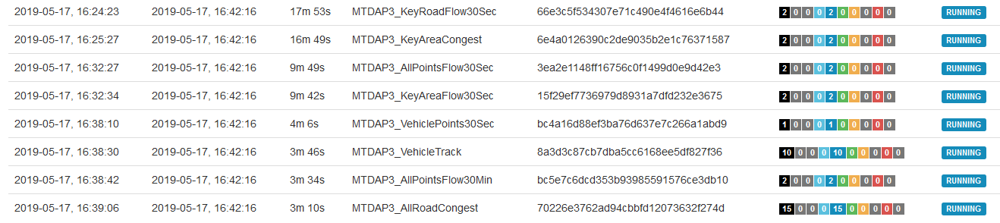 2019-05-17, 16:24:23 2019-05-17, 16:42:16 17m 53s MTDAP3_KeyRoadFlow30Sec 66e3c5f534307e71c490e4f4616e6b44 2 0 0 0 2 0 0 0 0 0 RUNNING
2019-05-17, 16:25:27 2019-05-17, 16:42:16 16m 49s MTDAP3_KeyAreaCongest 6e4a0126390c2de9035b2e1c76371587 2 0 0 0 2 0 0 0 0 0 RUNNING
2019-05-17, 16:32:27 2019-05-17, 16:42:16 9m 49s MTDAP3_AllPointsFlow30Sec 3ea2e1148ff16756c0f1499d0e9d42e3 2 0 0 0 2 0 0 0 0 0 RUNNING
2019-05-17, 16:32:34 2019-05-17, 16:42:16 9m 42s MTDAP3_KeyAreaFlow30Sec 15f29ef7736979d8931a7dfd232e3675 2 0 0 0 2 0 0 0 0 0 RUNNING
2019-05-17, 16:38:10 2019-05-17, 16:42:16 4m 6s MTDAP3_VehiclePoints30Sec bc4a16d88ef3ba76d637e7c266a1abd9 1 0 0 0 1 0 0 0 0 0 RUNNING
2019-05-17, 16:38:30 2019-05-17, 16:42:16 3m 46s MTDAP3_VehicleTrack 8a3d3c87cb7dba5cc6168ee5df827f36 10 0 0 0 10 0 0 0 0 0 RUNNING
2019-05-17, 16:38:42 2019-05-17, 16:42:16 3m 34s MTDAP3_AllPointsFlow30Min bc5e7c6dcd353b93985591576ce3db10 2 0 0 0 2 0 0 0 0 0 RUNNING
2019-05-17, 16:39:06 2019-05-17, 16:42:16 3m 10s MTDAP3_AllRoadCongest 70226e3762ad94cbbfd12073632f274d 15 0 0 0 15 0 0 0 0 0 RUNNING